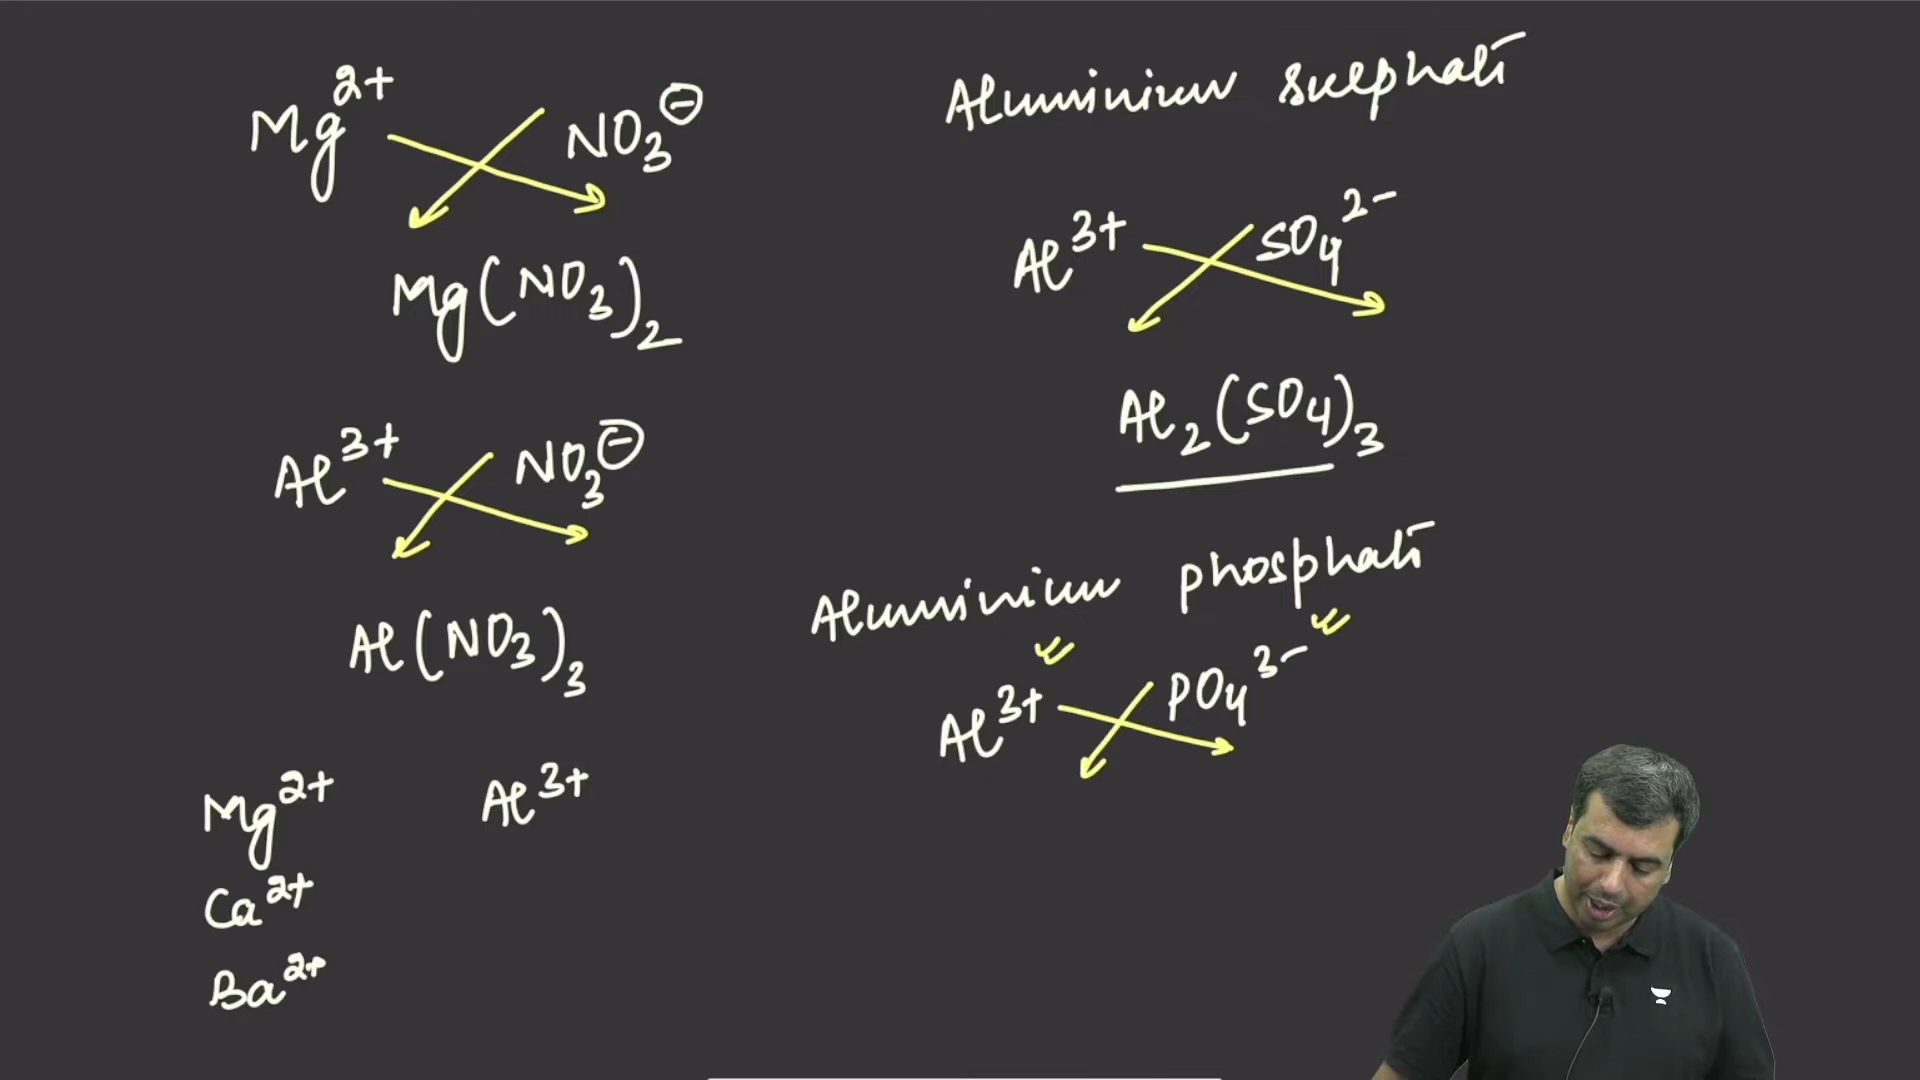 Mg²⁺ NO₃⊖
Mg(NO₃)₂
Al³⁺ NO₃⊖
Al(NO₃)₃
Mg²⁺ Al³⁺
Ca²⁺
Ba²⁺
Aluminium sulphate
Al³⁺ SO₄²⁻
Al₂(SO₄)₃
Aluminium phosphate
Al³⁺ PO₄³⁻